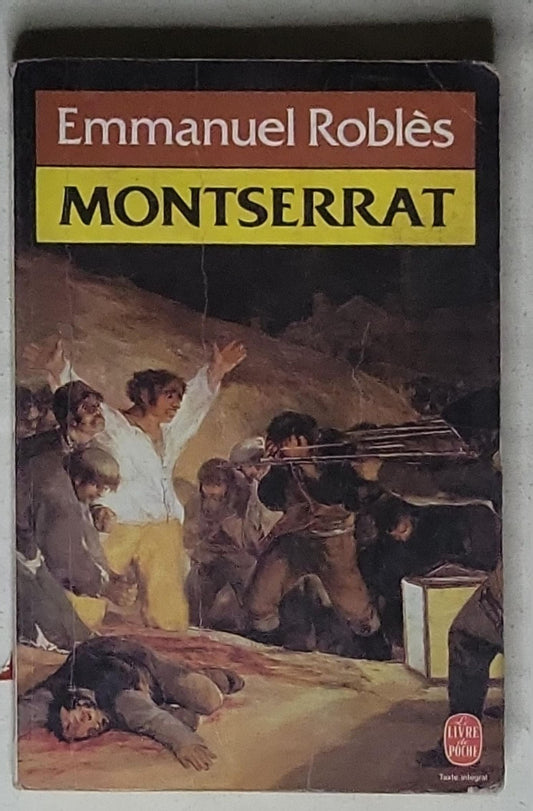 Emmanuel Roblès
MONTSERRAT
Le
LIVRE
de
POCHE
Texte intégral